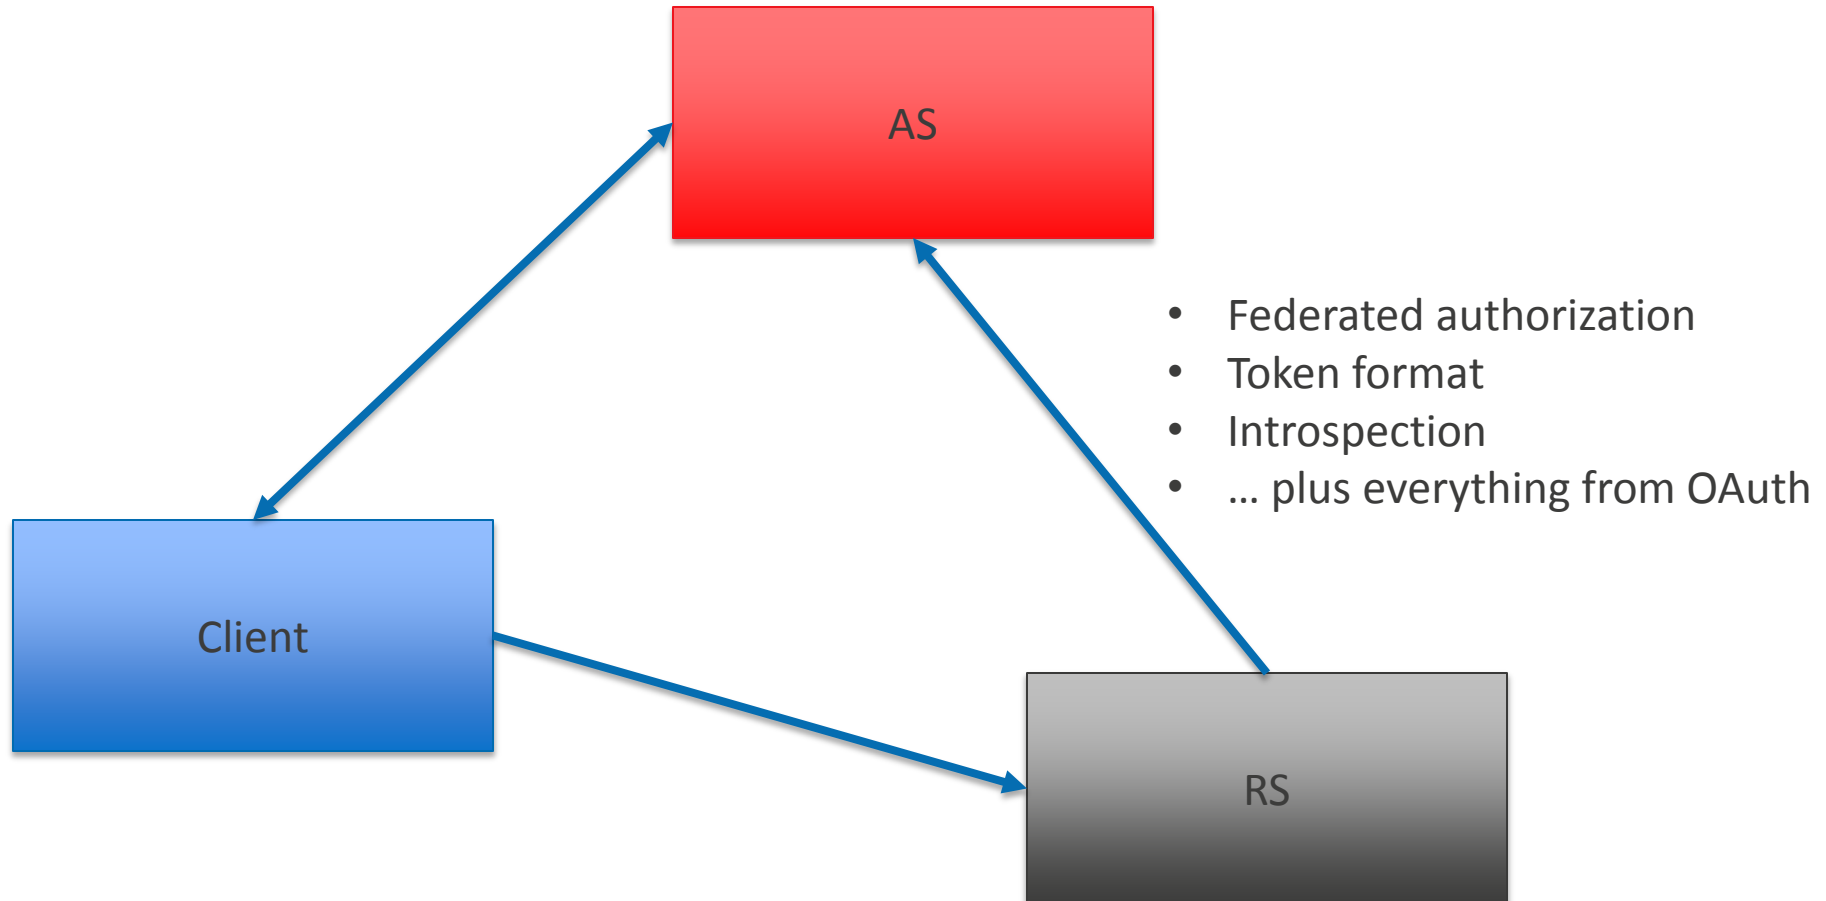 AS
• Federated authorization
• Token format
• Introspection
• … plus everything from OAuth
Client
RS